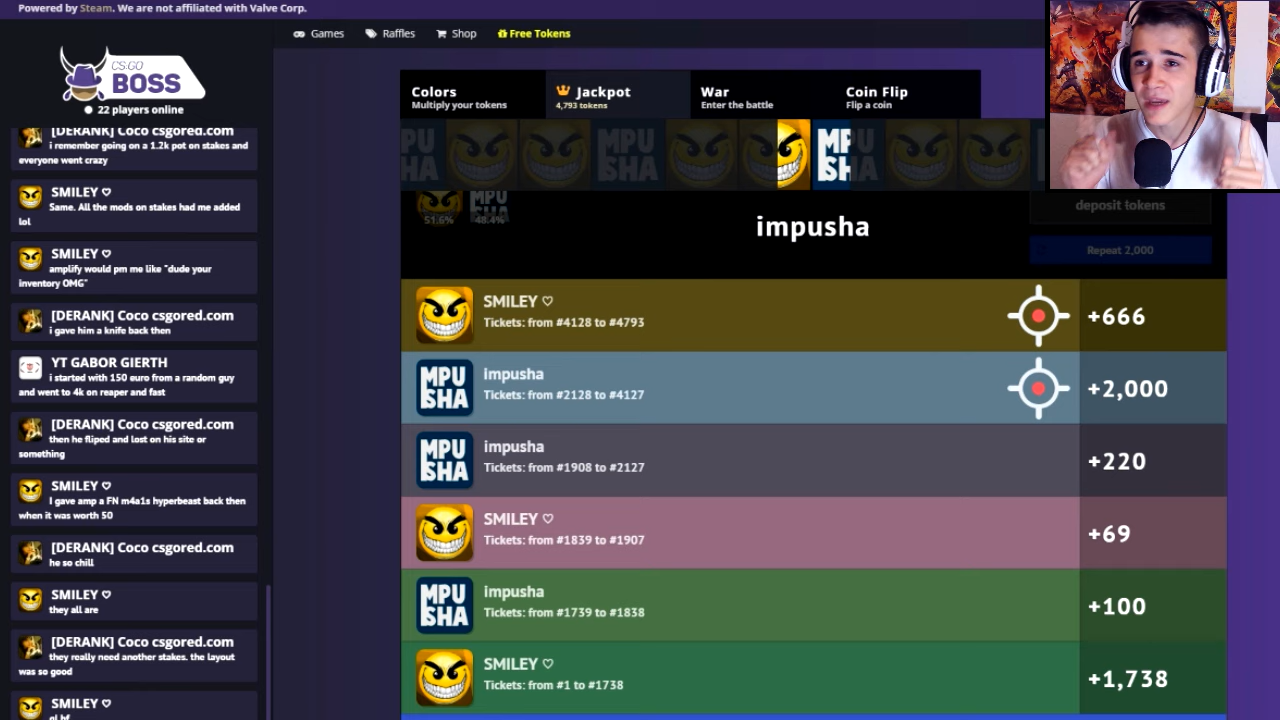 Powered by Steam. We are not affiliated with Valve Corp.
CS:GO
BOSS
22 players online
[DERANK] Coco csgored.com
i remember going on a 1.2k pot on stakes and
everyone went crazy
SMILEY ♡
Same. All the mods on stakes had me added
lol
SMILEY ♡
amplify would pm me like "dude your
inventory OMG"
[DERANK] Coco csgored.com
i gave him a knife back then
YT GABOR GIERTH
i started with 150 euro from a random guy
and went to 4k on reaper and fast
[DERANK] Coco csgored.com
then he fliped and lost on his site or
something
SMILEY ♡
I gave amp a FN m4a1s hyperbeast back then
when it was worth 50
[DERANK] Coco csgored.com
he so chill
SMILEY ♡
they all are
[DERANK] Coco csgored.com
they really need another stakes. the layout
was so good
SMILEY ♡
Games Raffles Shop Free Tokens
Colors
Multiply your tokens
Jackpot
4,793 tokens
War
Enter the battle
Coin Flip
Flip a coin
MPU
SHA
51.6% 48.4%
impusha
deposit tokens
Repeat 2,000
SMILEY ♡
Tickets: from #4128 to #4793
+666
MPU
SHA
impusha
Tickets: from #2128 to #4127
+2,000
MPU
SHA
impusha
Tickets: from #1908 to #2127
+220
SMILEY ♡
Tickets: from #1839 to #1907
+69
MPU
SHA
impusha
Tickets: from #1739 to #1838
+100
SMILEY ♡
Tickets: from #1 to #1738
+1,738